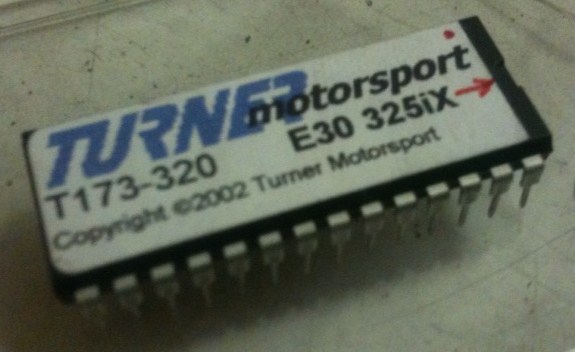 TURNER motorsport
E30 325iX
T173-320
Copyright ©2002 Turner Motorsport